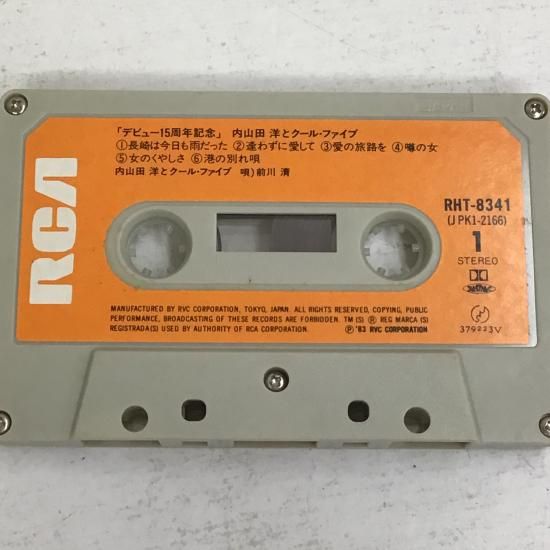 「デビュー15周年記念」 内山田 洋とクール・ファイブ
①長崎は今日も雨だった ②逢わずに愛して ③愛の旅路を ④噂の女
⑤女のくやしさ ⑥港の別れ唄
内山田 洋とクール・ファイブ 唄)前川 清
RCA
RHT-8341
(JPK1-2166)
1
STEREO
MANUFACTURED BY RVC CORPORATION, TOKYO, JAPAN. ALL RIGHTS RESERVED, COPYING, PUBLIC
PERFORMANCE, BROADCASTING OF THESE RECORDS ARE FORBIDDEN. TM(S) ® REG MARCA(S)
REGISTRADA(S) USED BY AUTHORITY OF RCA CORPORATION.
Ⓟ '83 RVC CORPORATION
379223V